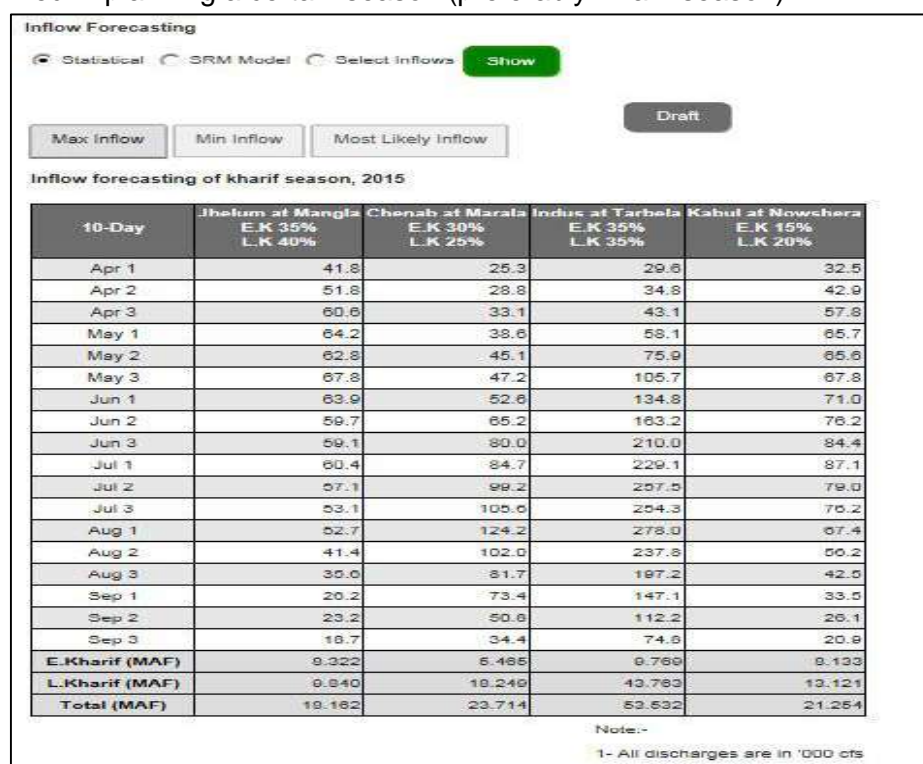 planning a certain season
Inflow Forecasting
Statistical SRM Model Select Inflows Show
Draft
Max Inflow Min Inflow Most Likely Inflow
Inflow forecasting of kharif season, 2015
10-Day Jhelum at Mangla Chenab at Marala Indus at Tarbela Kabul at Nowshera
E.K 35% E.K 30% E.K 35% E.K 15%
L.K 40% L.K 25% L.K 35% L.K 20%
Apr 1 41.8 25.3 29.6 32.5
Apr 2 51.8 28.8 34.8 42.9
Apr 3 60.6 33.1 43.1 57.8
May 1 64.2 38.6 58.1 65.7
May 2 62.8 45.1 75.9 65.6
May 3 67.8 47.2 105.7 67.8
Jun 1 63.9 52.6 134.8 71.0
Jun 2 59.7 65.2 163.2 76.2
Jun 3 59.1 80.0 210.0 84.4
Jul 1 60.4 84.7 229.1 87.1
Jul 2 57.1 99.2 257.5 79.0
Jul 3 53.1 105.6 254.3 76.2
Aug 1 52.7 124.2 278.0 67.4
Aug 2 41.4 102.0 237.8 56.2
Aug 3 35.6 81.7 197.2 42.5
Sep 1 26.2 73.4 147.1 33.5
Sep 2 23.2 50.8 112.2 26.1
Sep 3 18.7 34.4 74.8 20.9
E.Kharif (MAF) 8.322 5.465 9.769 8.133
L.Kharif (MAF) 9.840 18.249 43.763 13.121
Total (MAF) 18.162 23.714 53.532 21.254
Note:-
1- All discharges are in '000 cfs